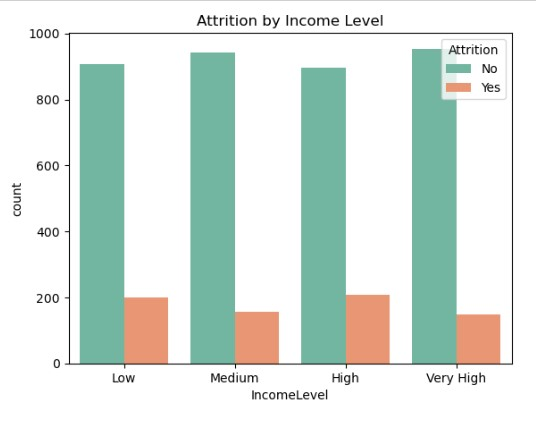 Attrition by Income Level
1000
800
600
400
200
0
count
Attrition
No
Yes
Low Medium High Very High
IncomeLevel